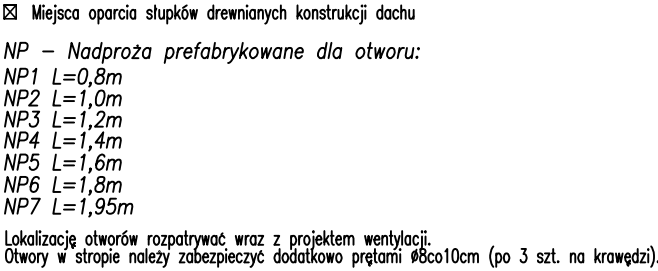 Miejsca oparcia słupków drewnianych konstrukcji dachu
NP – Nadproża prefabrykowane dla otworu:
NP1 L=0,8m
NP2 L=1,0m
NP3 L=1,2m
NP4 L=1,4m
NP5 L=1,6m
NP6 L=1,8m
NP7 L=1,95m
Lokalizację otworów rozpatrywać wraz z projektem wentylacji.
Otwory w stropie należy zabezpieczyć dodatkowo prętami ø8co10cm (po 3 szt. na krawędzi).